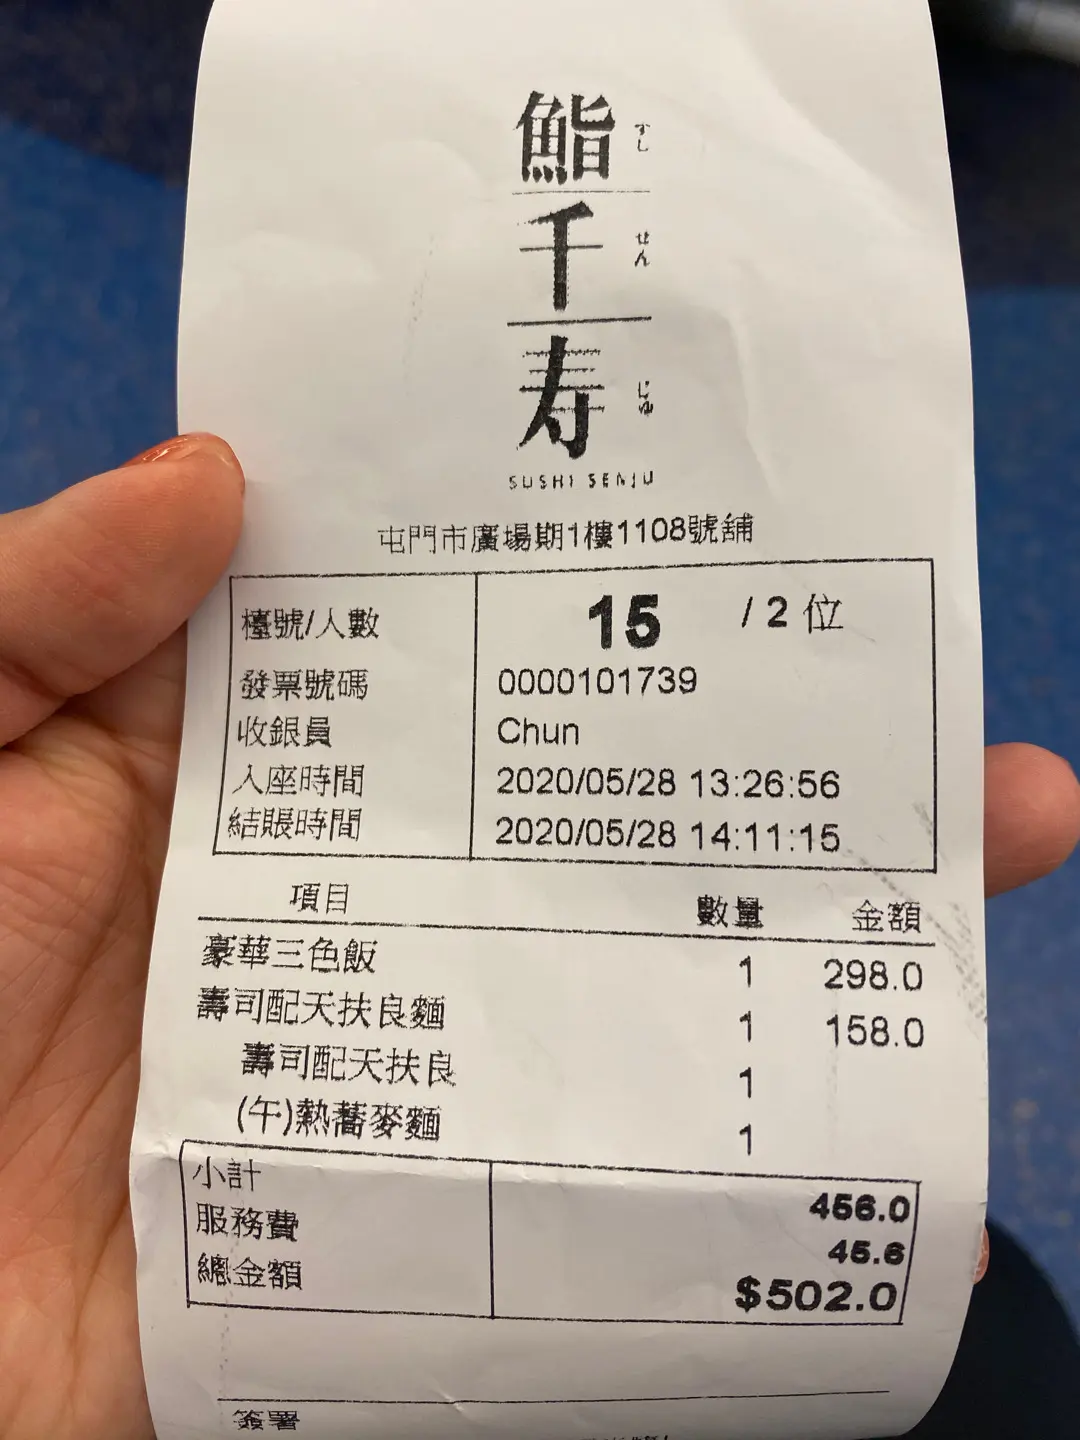 鮨 すし
千 せん
寿 じゅ
SUSHI SENJU
屯門市廣場期1樓1108號舖
檯號/人數 15 / 2 位
發票號碼 0000101739
收銀員 Chun
入座時間 2020/05/28 13:26:56
結賬時間 2020/05/28 14:11:15
項目 數量 金額
豪華三色飯 1 298.0
壽司配天扶良麵 1 158.0
壽司配天扶良 1
(午)熱蕎麥麵 1
小計 456.0
服務費 45.6
總金額 $502.0
簽署